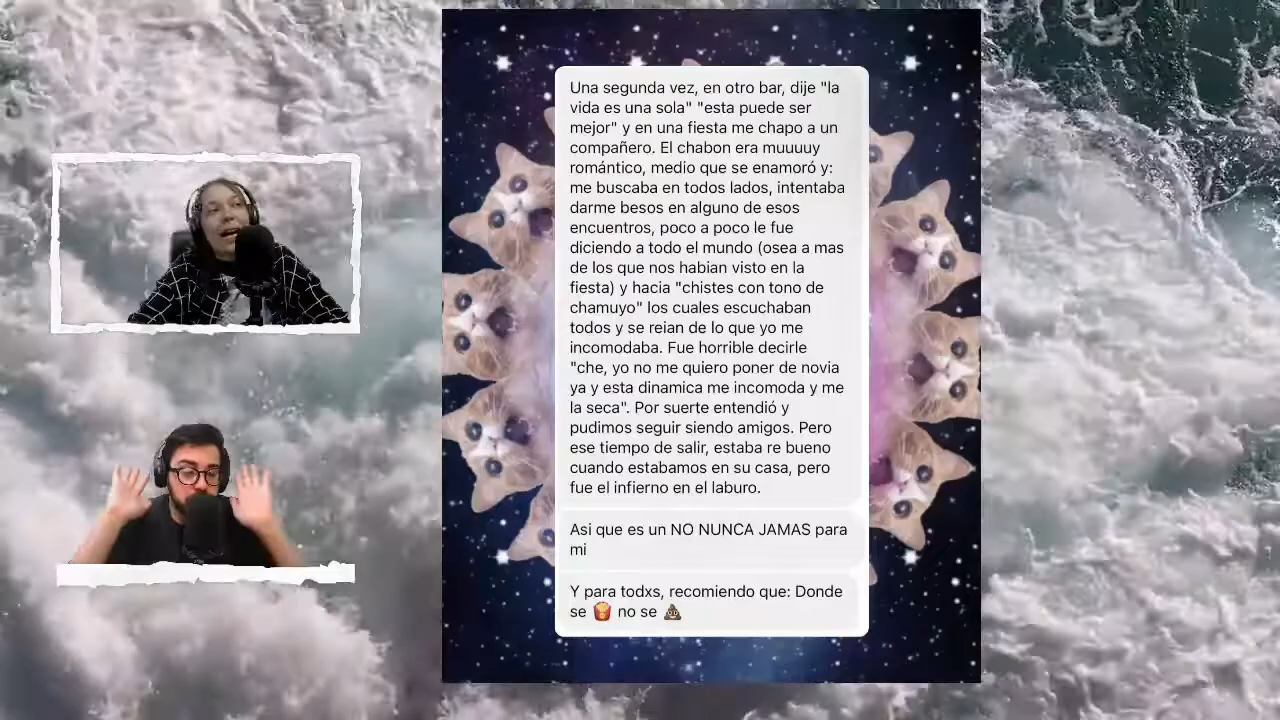 Una segunda vez, en otro bar, dije "la
vida es una sola" "esta puede ser
mejor" y en una fiesta me chapo a un
compañero. El chabon era muuuuy
romántico, medio que se enamoró y:
me buscaba en todos lados, intentaba
darme besos en alguno de esos
encuentros, poco a poco le fue
diciendo a todo el mundo (osea a mas
de los que nos habian visto en la
fiesta) y hacia "chistes con tono de
chamuyo" los cuales escuchaban
todos y se reian de lo que yo me
incomodaba. Fue horrible decirle
"che, yo no me quiero poner de novia
ya y esta dinamica me incomoda y me
la seca". Por suerte entendió y
pudimos seguir siendo amigos. Pero
ese tiempo de salir, estaba re bueno
cuando estabamos en su casa, pero
fue el infierno en el laburo.
Asi que es un NO NUNCA JAMAS para
mi
Y para todxs, recomiendo que: Donde
se 🍟 no se 💩